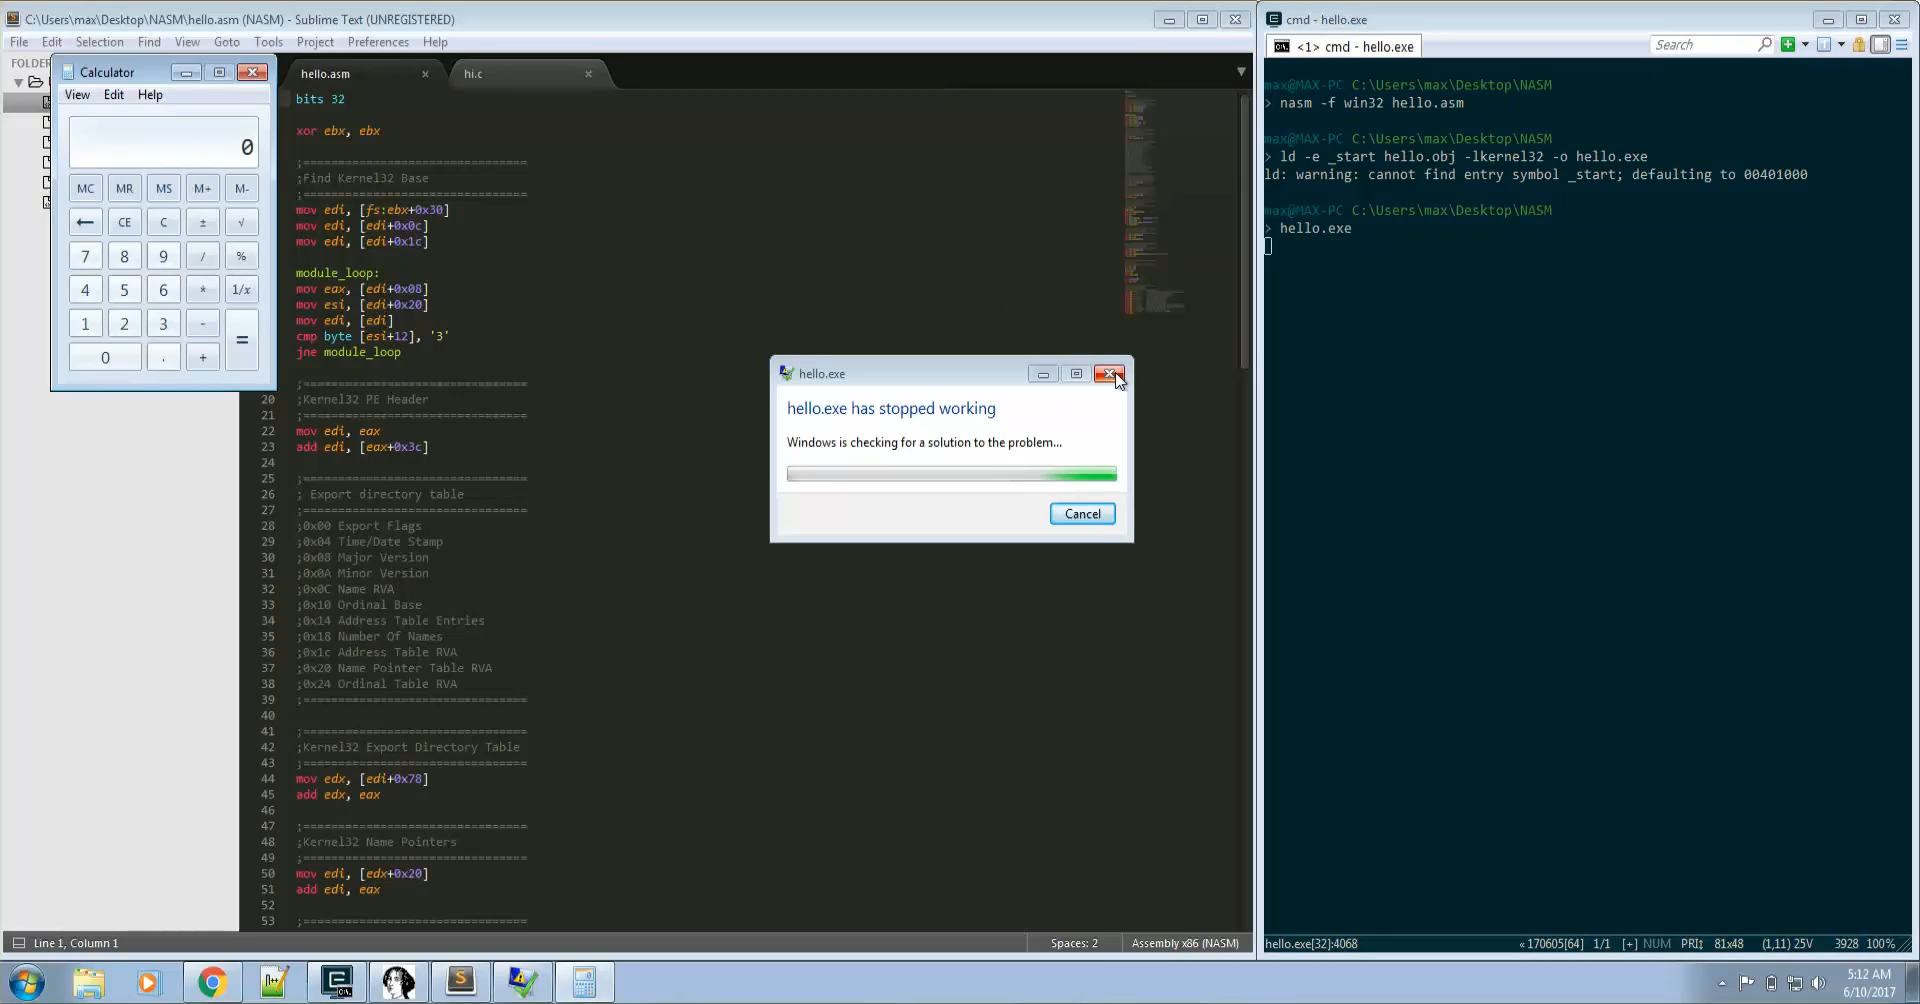 C:\Users\max\Desktop\NASM\hello.asm (NASM) - Sublime Text (UNREGISTERED)
File Edit Selection Find View Goto Tools Project Preferences Help
FOLDER
Calculator
View Edit Help
0
MC MR MS M+ M-
← CE C ± √
7 8 9 / %
4 5 6 * 1/x
1 2 3 - =
0 . +
hello.asm × hi.c ×
bits 32
xor ebx, ebx
;================================
;Find Kernel32 Base
;================================
mov edi, [fs:ebx+0x30]
mov edi, [edi+0x0c]
mov edi, [edi+0x1c]
module_loop:
mov eax, [edi+0x08]
mov esi, [edi+0x20]
mov edi, [edi]
cmp byte [esi+12], '3'
jne module_loop
;================================
20 ;Kernel32 PE Header
21 ;================================
22 mov edi, eax
23 add edi, [eax+0x3c]
24
25 ;================================
26 ; Export directory table
27 ;================================
28 ;0x00 Export Flags
29 ;0x04 Time/Date Stamp
30 ;0x08 Major Version
31 ;0x0A Minor Version
32 ;0x0C Name RVA
33 ;0x10 Ordinal Base
34 ;0x14 Address Table Entries
35 ;0x18 Number Of Names
36 ;0x1c Address Table RVA
37 ;0x20 Name Pointer Table RVA
38 ;0x24 Ordinal Table RVA
39 ;================================
40
41 ;================================
42 ;Kernel32 Export Directory Table
43 ;================================
44 mov edx, [edi+0x78]
45 add edx, eax
46
47 ;================================
48 ;Kernel32 Name Pointers
49 ;================================
50 mov edi, [edx+0x20]
51 add edi, eax
52
53 ;================================
Line 1, Column 1 Spaces: 2 Assembly x86 (NASM)
hello.exe
hello.exe has stopped working
Windows is checking for a solution to the problem...
Cancel
cmd - hello.exe
<1> cmd - hello.exe
Search
max@MAX-PC C:\Users\max\Desktop\NASM
> nasm -f win32 hello.asm
max@MAX-PC C:\Users\max\Desktop\NASM
> ld -e _start hello.obj -lkernel32 -o hello.exe
ld: warning: cannot find entry symbol _start; defaulting to 00401000
max@MAX-PC C:\Users\max\Desktop\NASM
> hello.exe
hello.exe[32]:4068 «170605[64] 1/1 [+] NUM PRI↕ 81x48 (1,11) 25V 3928 100%
5:12 AM
6/10/2017